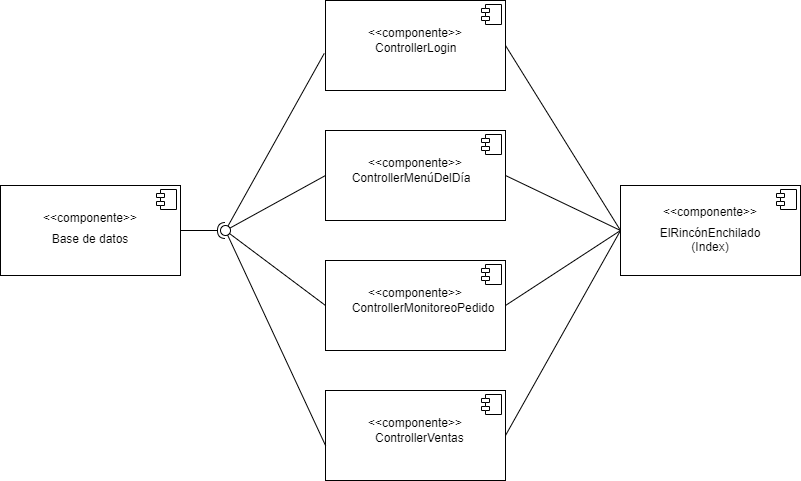 <<componente>>
ControllerLogin
<<componente>>
ControllerMenúDelDía
<<componente>>
Base de datos
<<componente>>
ElRincónEnchilado
(Index)
<<componente>>
ControllerMonitoreoPedido
<<componente>>
ControllerVentas